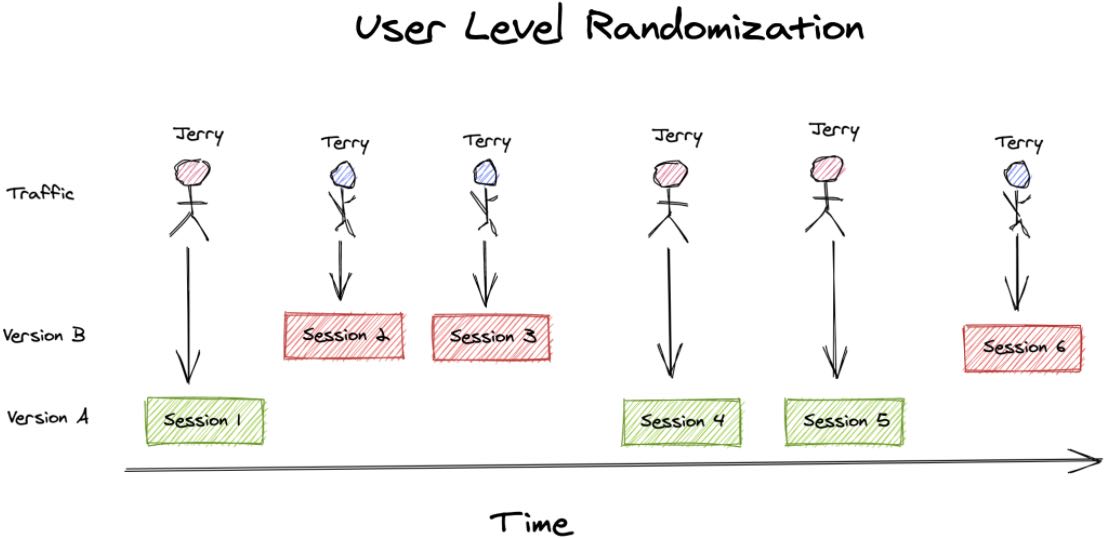 User Level Randomization
Jerry Terry Terry Jerry Jerry Terry
Traffic
Version B Session 2 Session 3 Session 6
Version A Session 1 Session 4 Session 5
Time